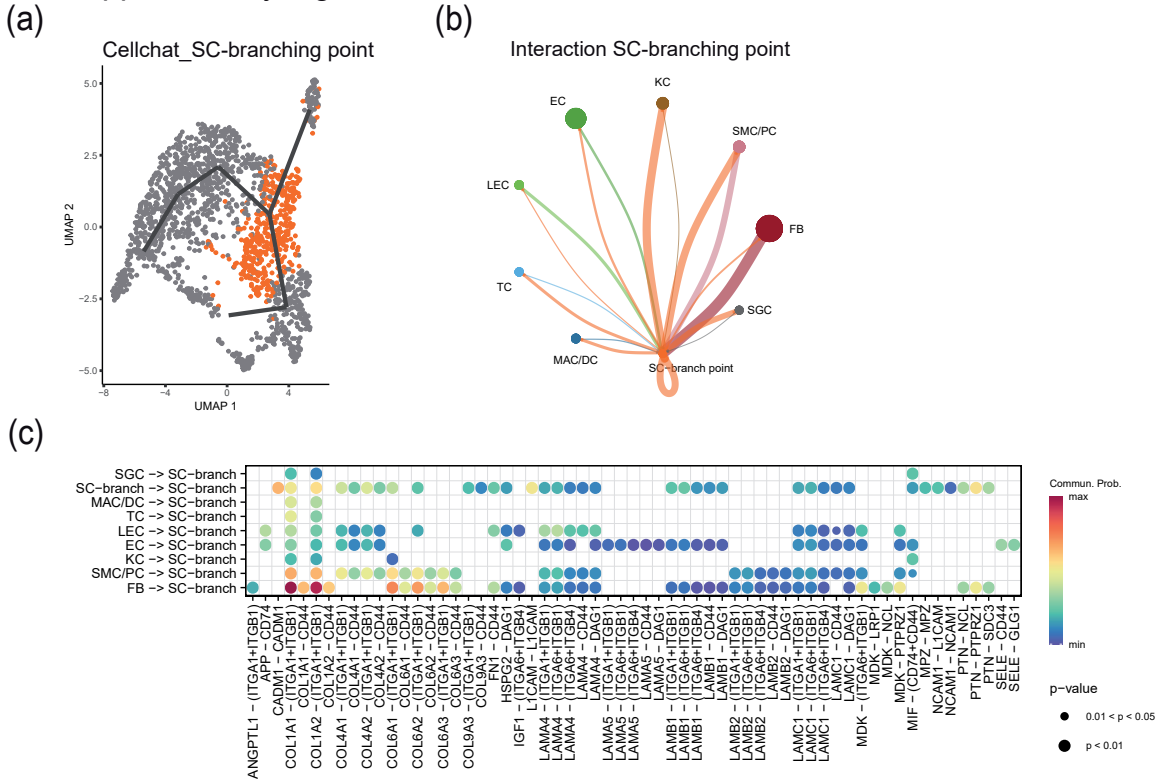 (a)
Cellchat_SC-branching point
5.0
2.5
0.0
−2.5
−5.0
UMAP 2
−8
−4
0
4
UMAP 1
(b)
Interaction SC-branching point
KC
EC
SMC/PC
LEC
FB
TC
SGC
MAC/DC
SC−branch point
(c)
SGC −> SC−branch
SC−branch −> SC−branch
MAC/DC −> SC−branch
TC −> SC−branch
LEC −> SC−branch
EC −> SC−branch
KC −> SC−branch
SMC/PC −> SC−branch
FB −> SC−branch
ANGPTL1 − (ITGA1+ITGB1)
APP − CD74
CADM1 − CADM1
COL1A1 − (ITGA1+ITGB1)
COL1A1 − CD44
COL1A2 − (ITGA1+ITGB1)
COL1A2 − CD44
COL4A1 − (ITGA1+ITGB1)
COL4A1 − CD44
COL4A2 − (ITGA1+ITGB1)
COL4A2 − CD44
COL6A1 − (ITGA1+ITGB1)
COL6A1 − CD44
COL6A2 − (ITGA1+ITGB1)
COL6A2 − CD44
COL6A3 − (ITGA1+ITGB1)
COL6A3 − CD44
COL9A3 − (ITGA1+ITGB1)
COL9A3 − CD44
FN1 − CD44
HSPG2 − DAG1
IGF1 − (ITGA6+ITGB4)
L1CAM − L1CAM
LAMA4 − (ITGA1+ITGB1)
LAMA4 − (ITGA6+ITGB1)
LAMA4 − (ITGA6+ITGB4)
LAMA4 − CD44
LAMA4 − DAG1
LAMA5 − (ITGA1+ITGB1)
LAMA5 − (ITGA6+ITGB1)
LAMA5 − (ITGA6+ITGB4)
LAMA5 − CD44
LAMA5 − DAG1
LAMB1 − (ITGA1+ITGB1)
LAMB1 − (ITGA6+ITGB1)
LAMB1 − (ITGA6+ITGB4)
LAMB1 − CD44
LAMB1 − DAG1
LAMB2 − (ITGA1+ITGB1)
LAMB2 − (ITGA6+ITGB1)
LAMB2 − (ITGA6+ITGB4)
LAMB2 − CD44
LAMB2 − DAG1
LAMC1 − (ITGA1+ITGB1)
LAMC1 − (ITGA6+ITGB1)
LAMC1 − (ITGA6+ITGB4)
LAMC1 − CD44
LAMC1 − DAG1
MDK − (ITGA6+ITGB1)
MDK − LRP1
MDK − NCL
MDK − PTPRZ1
MIF − (CD74+CD44)
MPZ − MPZ
NCAM1 − L1CAM
NCAM1 − NCAM1
PTN − NCL
PTN − PTPRZ1
PTN − SDC3
SELE − CD44
SELE − GLG1
Commun. Prob.
max
min
p−value
0.01 < p < 0.05
p < 0.01